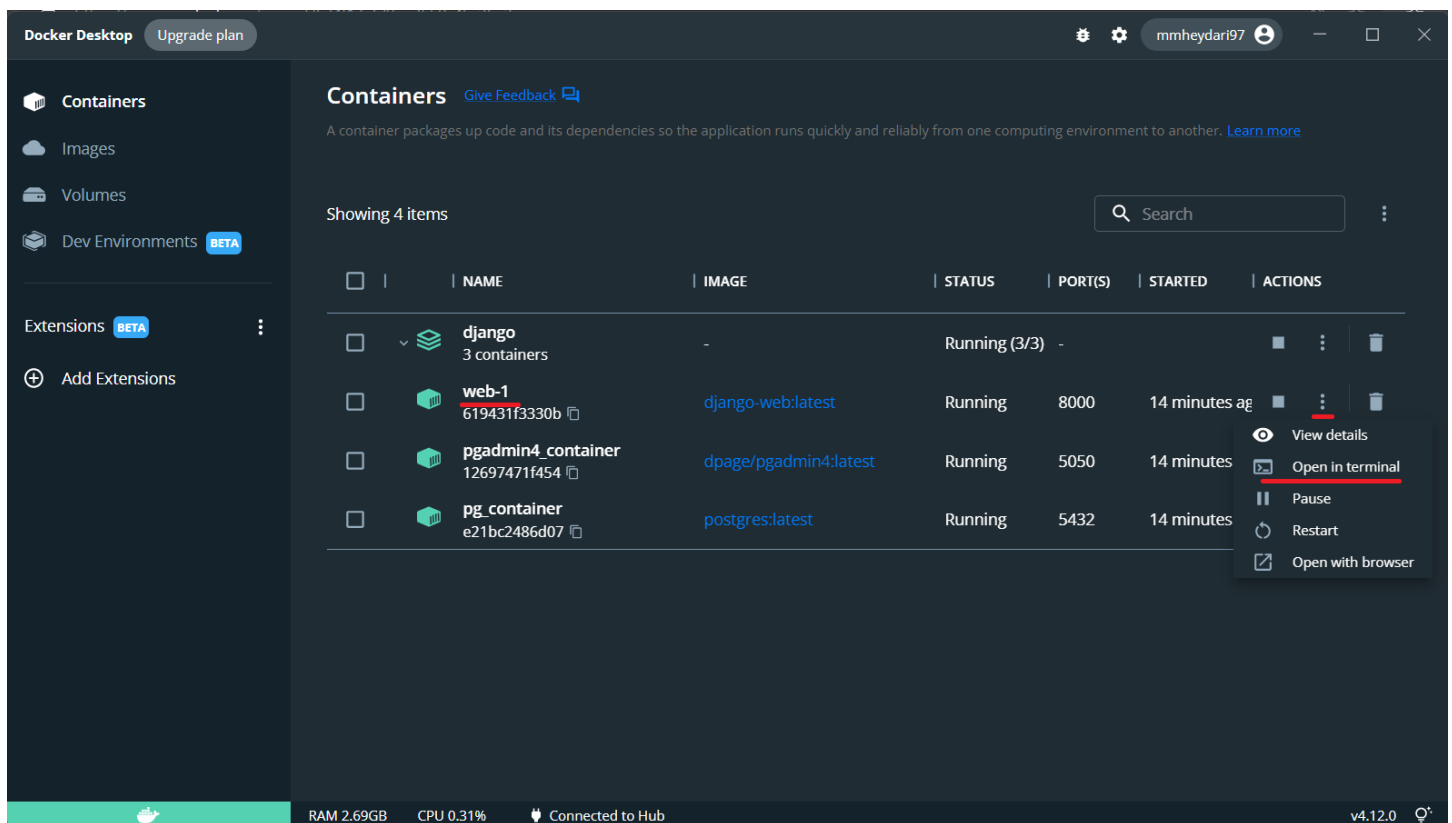 Docker Desktop Upgrade plan mmheydari97
Containers
Images
Volumes
Dev Environments BETA
Extensions BETA
Add Extensions
Containers Give Feedback
A container packages up code and its dependencies so the application runs quickly and reliably from one computing environment to another. Learn more
Showing 4 items Search
NAME IMAGE STATUS PORT(S) STARTED ACTIONS
django
3 containers - Running (3/3) -
web-1
619431f3330b django-web:latest Running 8000 14 minutes ag
pgadmin4_container
12697471f454 dpage/pgadmin4:latest Running 5050 14 minutes
pg_container
e21bc2486d07 postgres:latest Running 5432 14 minutes
View details
Open in terminal
Pause
Restart
Open with browser
RAM 2.69GB CPU 0.31% Connected to Hub v4.12.0